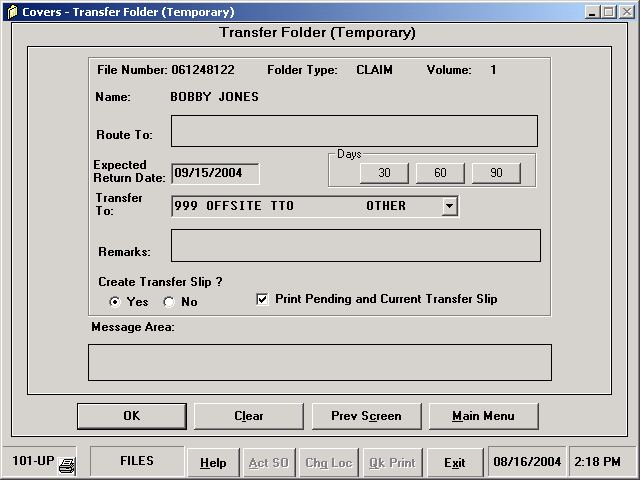 Covers - Transfer Folder (Temporary)
Transfer Folder (Temporary)
File Number: 061248122 Folder Type: CLAIM Volume: 1
Name: BOBBY JONES
Route To:
Days
Expected
Return Date: 09/15/2004 30 60 90
Transfer
To: 999 OFFSITE TTO OTHER
Remarks:
Create Transfer Slip ?
Yes No Print Pending and Current Transfer Slip
Message Area:
OK Clear Prev Screen Main Menu
101-UP FILES Help Act SO Chg Loc Qk Print Exit 08/16/2004 2:18 PM